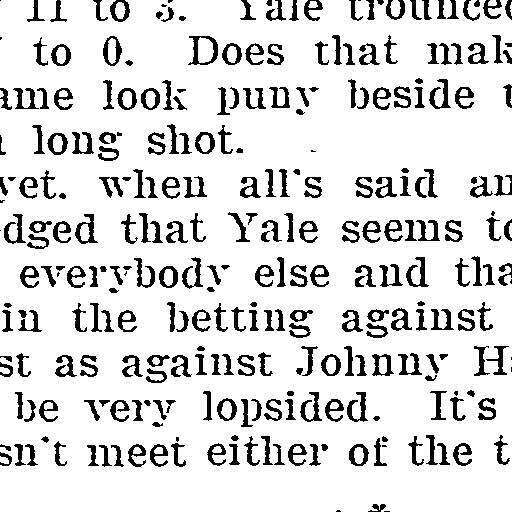 11 to 3. Yale trounced
to 0. Does that mak
ame look puny beside t
long shot.
yet. when all's said an
dged that Yale seems to
everybody else and tha
in the betting against
st as against Johnny Ha
be very lopsided. It's
sn't meet either of the t
*